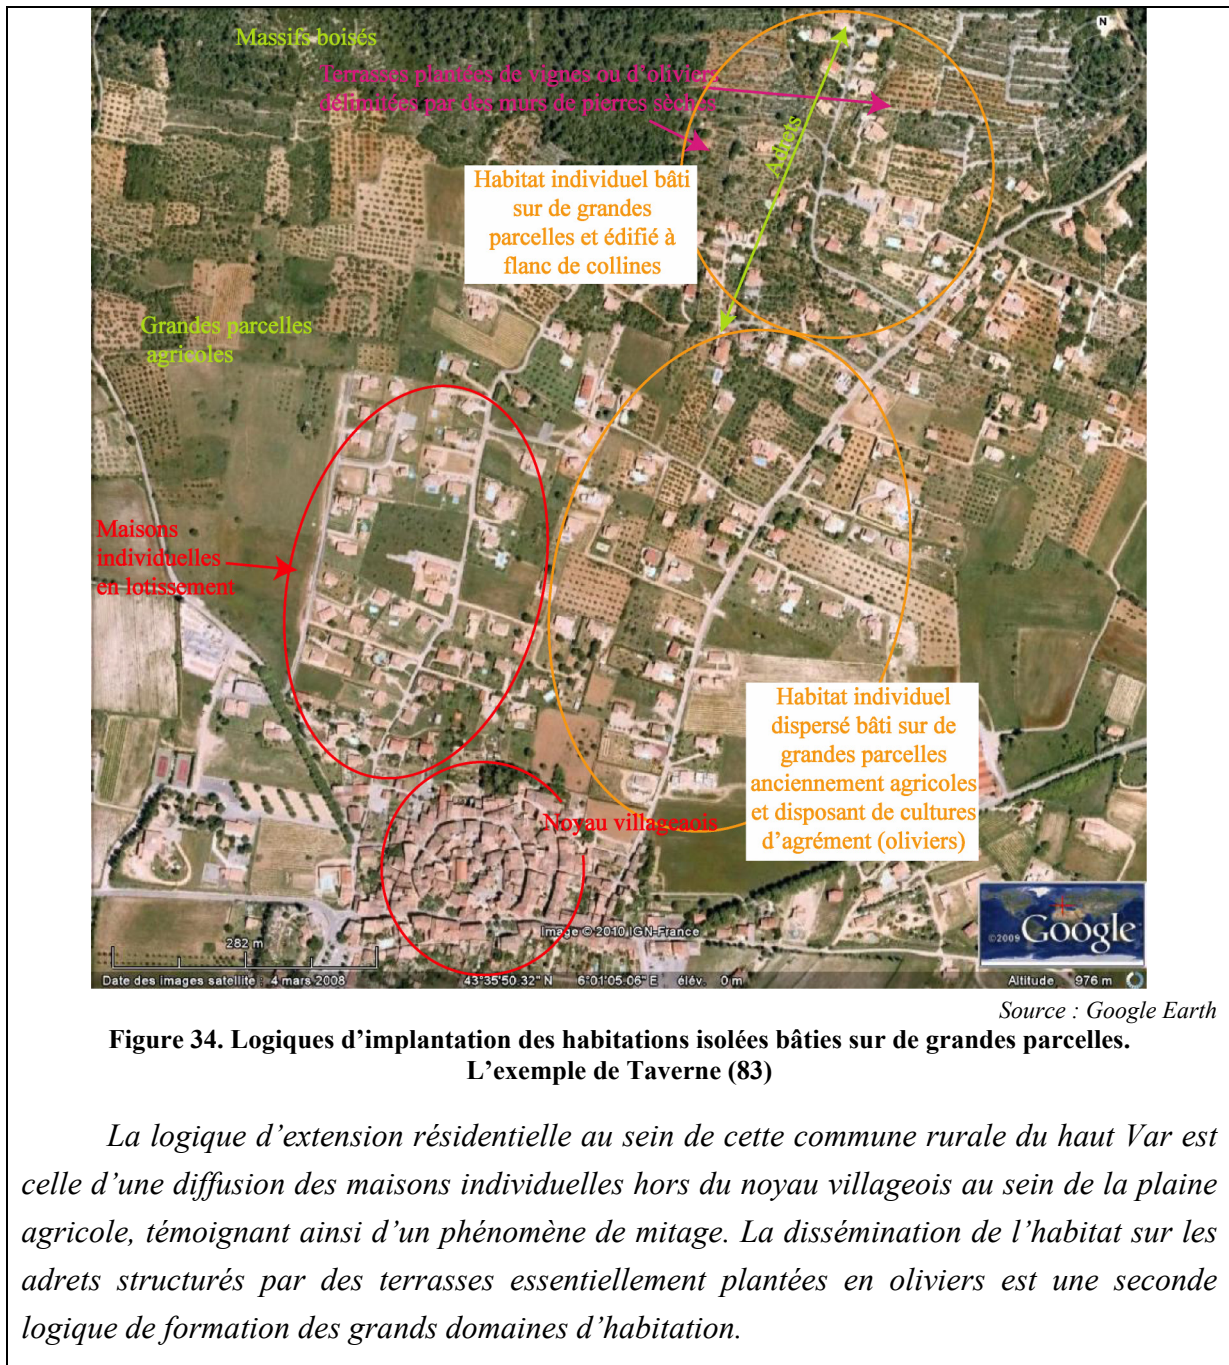 Massifs boisés
N
Terrasses plantées de vignes ou d'oliviers
délimitées par des murs de pierres sèches
Adrets
Habitat individuel bâti
sur de grandes
parcelles et édifié à
flanc de collines
Grandes parcelles
agricoles
Maisons
individuelles
en lotissement
Habitat individuel
dispersé bâti sur de
grandes parcelles
anciennement agricoles
et disposant de cultures
d'agrément (oliviers)
Noyau villageaois
Image © 2010 IGN-France
©2009 Google
282 m
Date des images satellite : 4 mars 2008 43°35'50.32" N 6°01'05.06" E élév. 0 m Altitude 976 m
Source : Google Earth
Figure 34. Logiques d'implantation des habitations isolées bâties sur de grandes parcelles.
L'exemple de Taverne (83)
La logique d'extension résidentielle au sein de cette commune rurale du haut Var est
celle d'une diffusion des maisons individuelles hors du noyau villageois au sein de la plaine
agricole, témoignant ainsi d'un phénomène de mitage. La dissémination de l'habitat sur les
adrets structurés par des terrasses essentiellement plantées en oliviers est une seconde
logique de formation des grands domaines d'habitation.